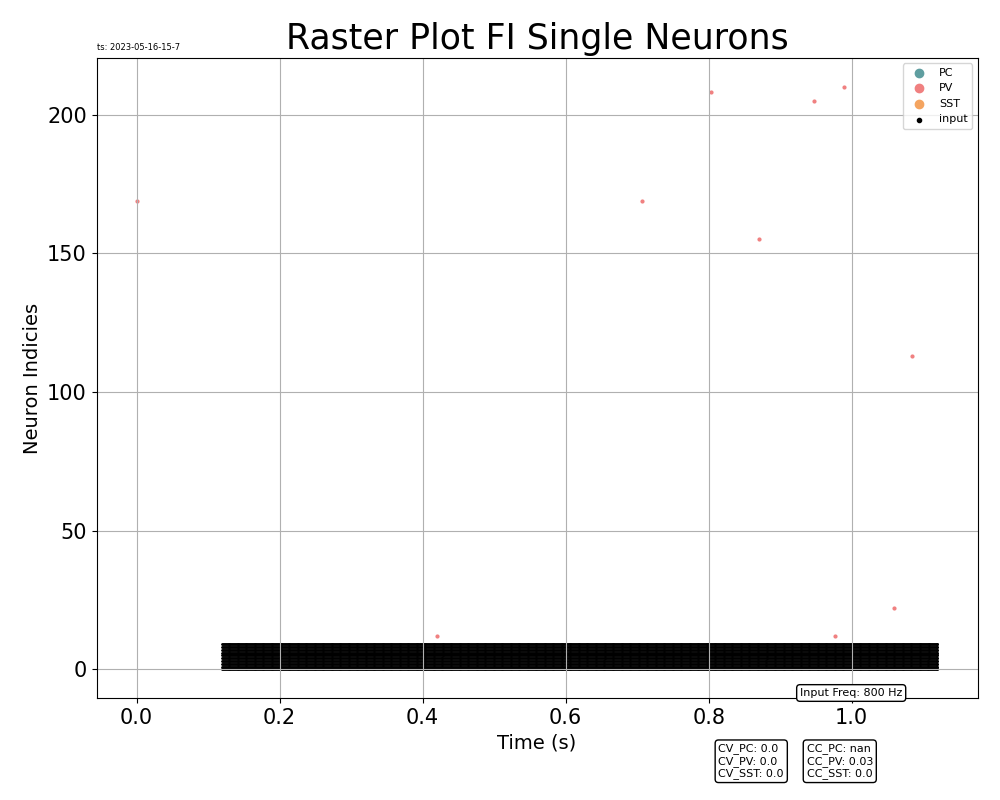 Raster Plot FI Single Neurons
ts: 2023-05-16-15-7
PC
PV
SST
input
200
150
100
50
0
Neuron Indicies
0.0 0.2 0.4 0.6 0.8 1.0
Time (s)
Input Freq: 800 Hz
CV_PC: 0.0
CV_PV: 0.0
CV_SST: 0.0
CC_PC: nan
CC_PV: 0.03
CC_SST: 0.0